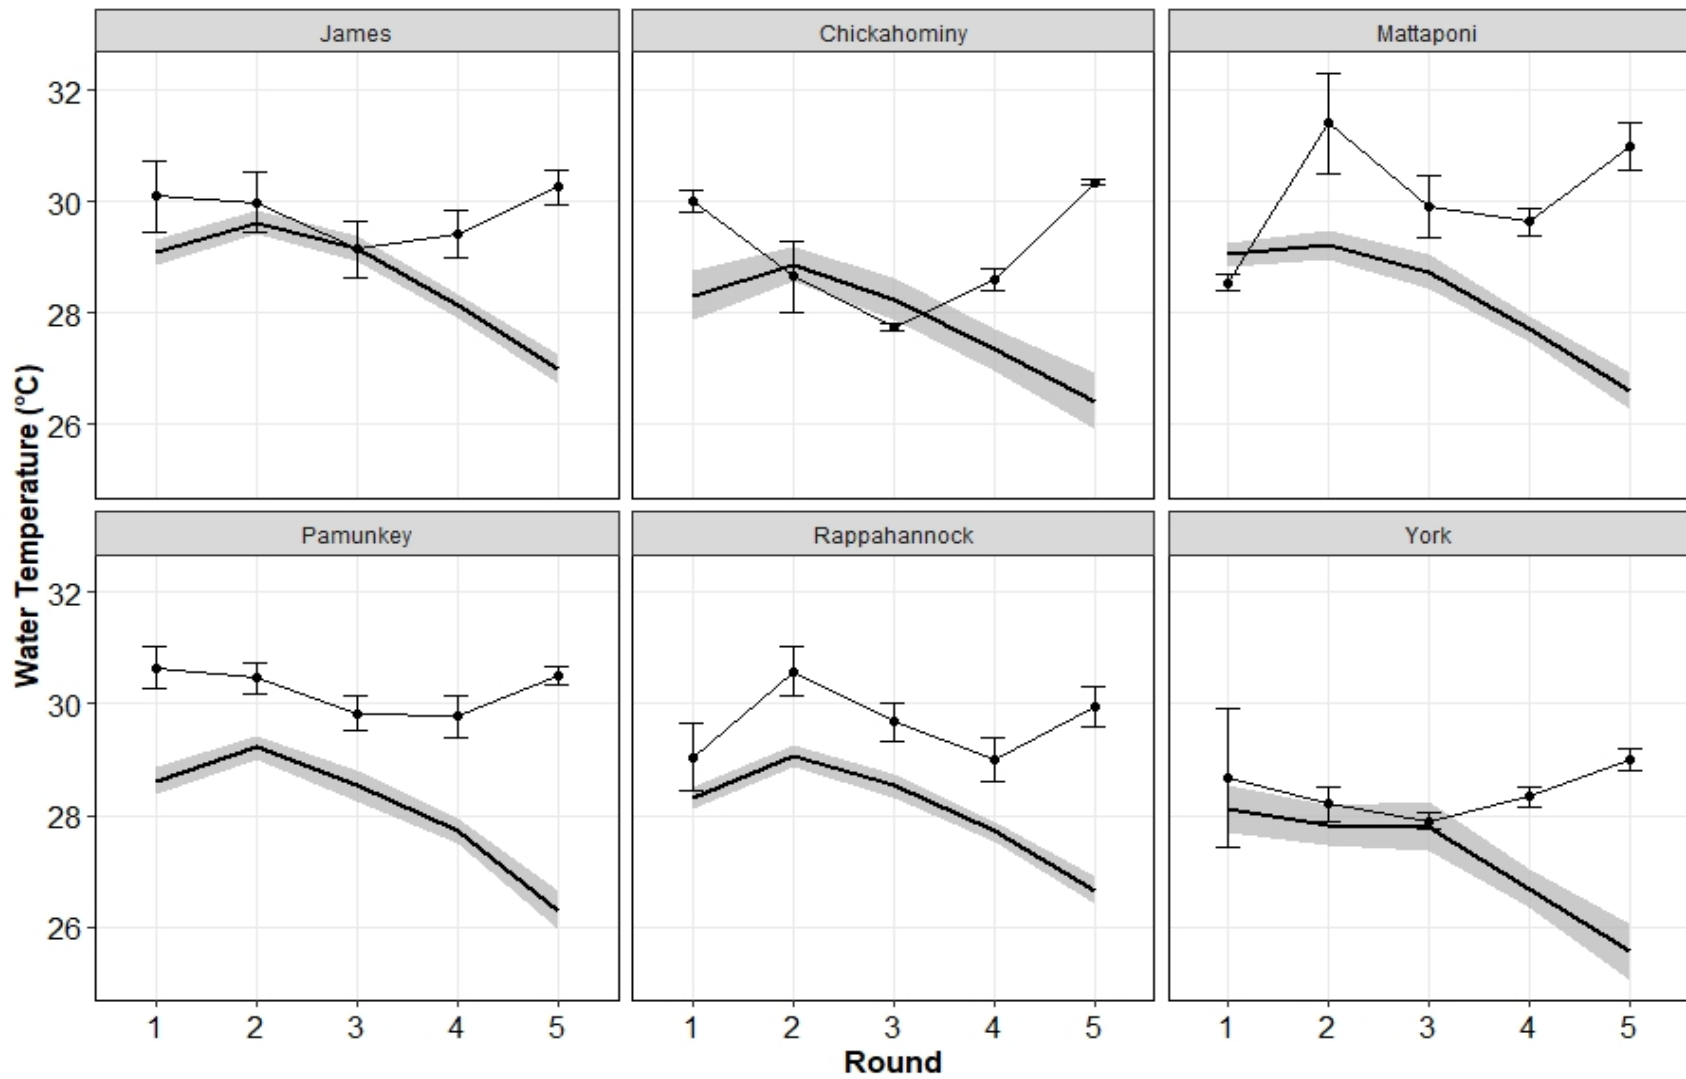 James
Chickahominy
Mattaponi
32
30
28
26
Pamunkey
Rappahannock
York
32
30
28
26
Water Temperature (°C)
1 2 3 4 5
1 2 3 4 5
1 2 3 4 5
Round